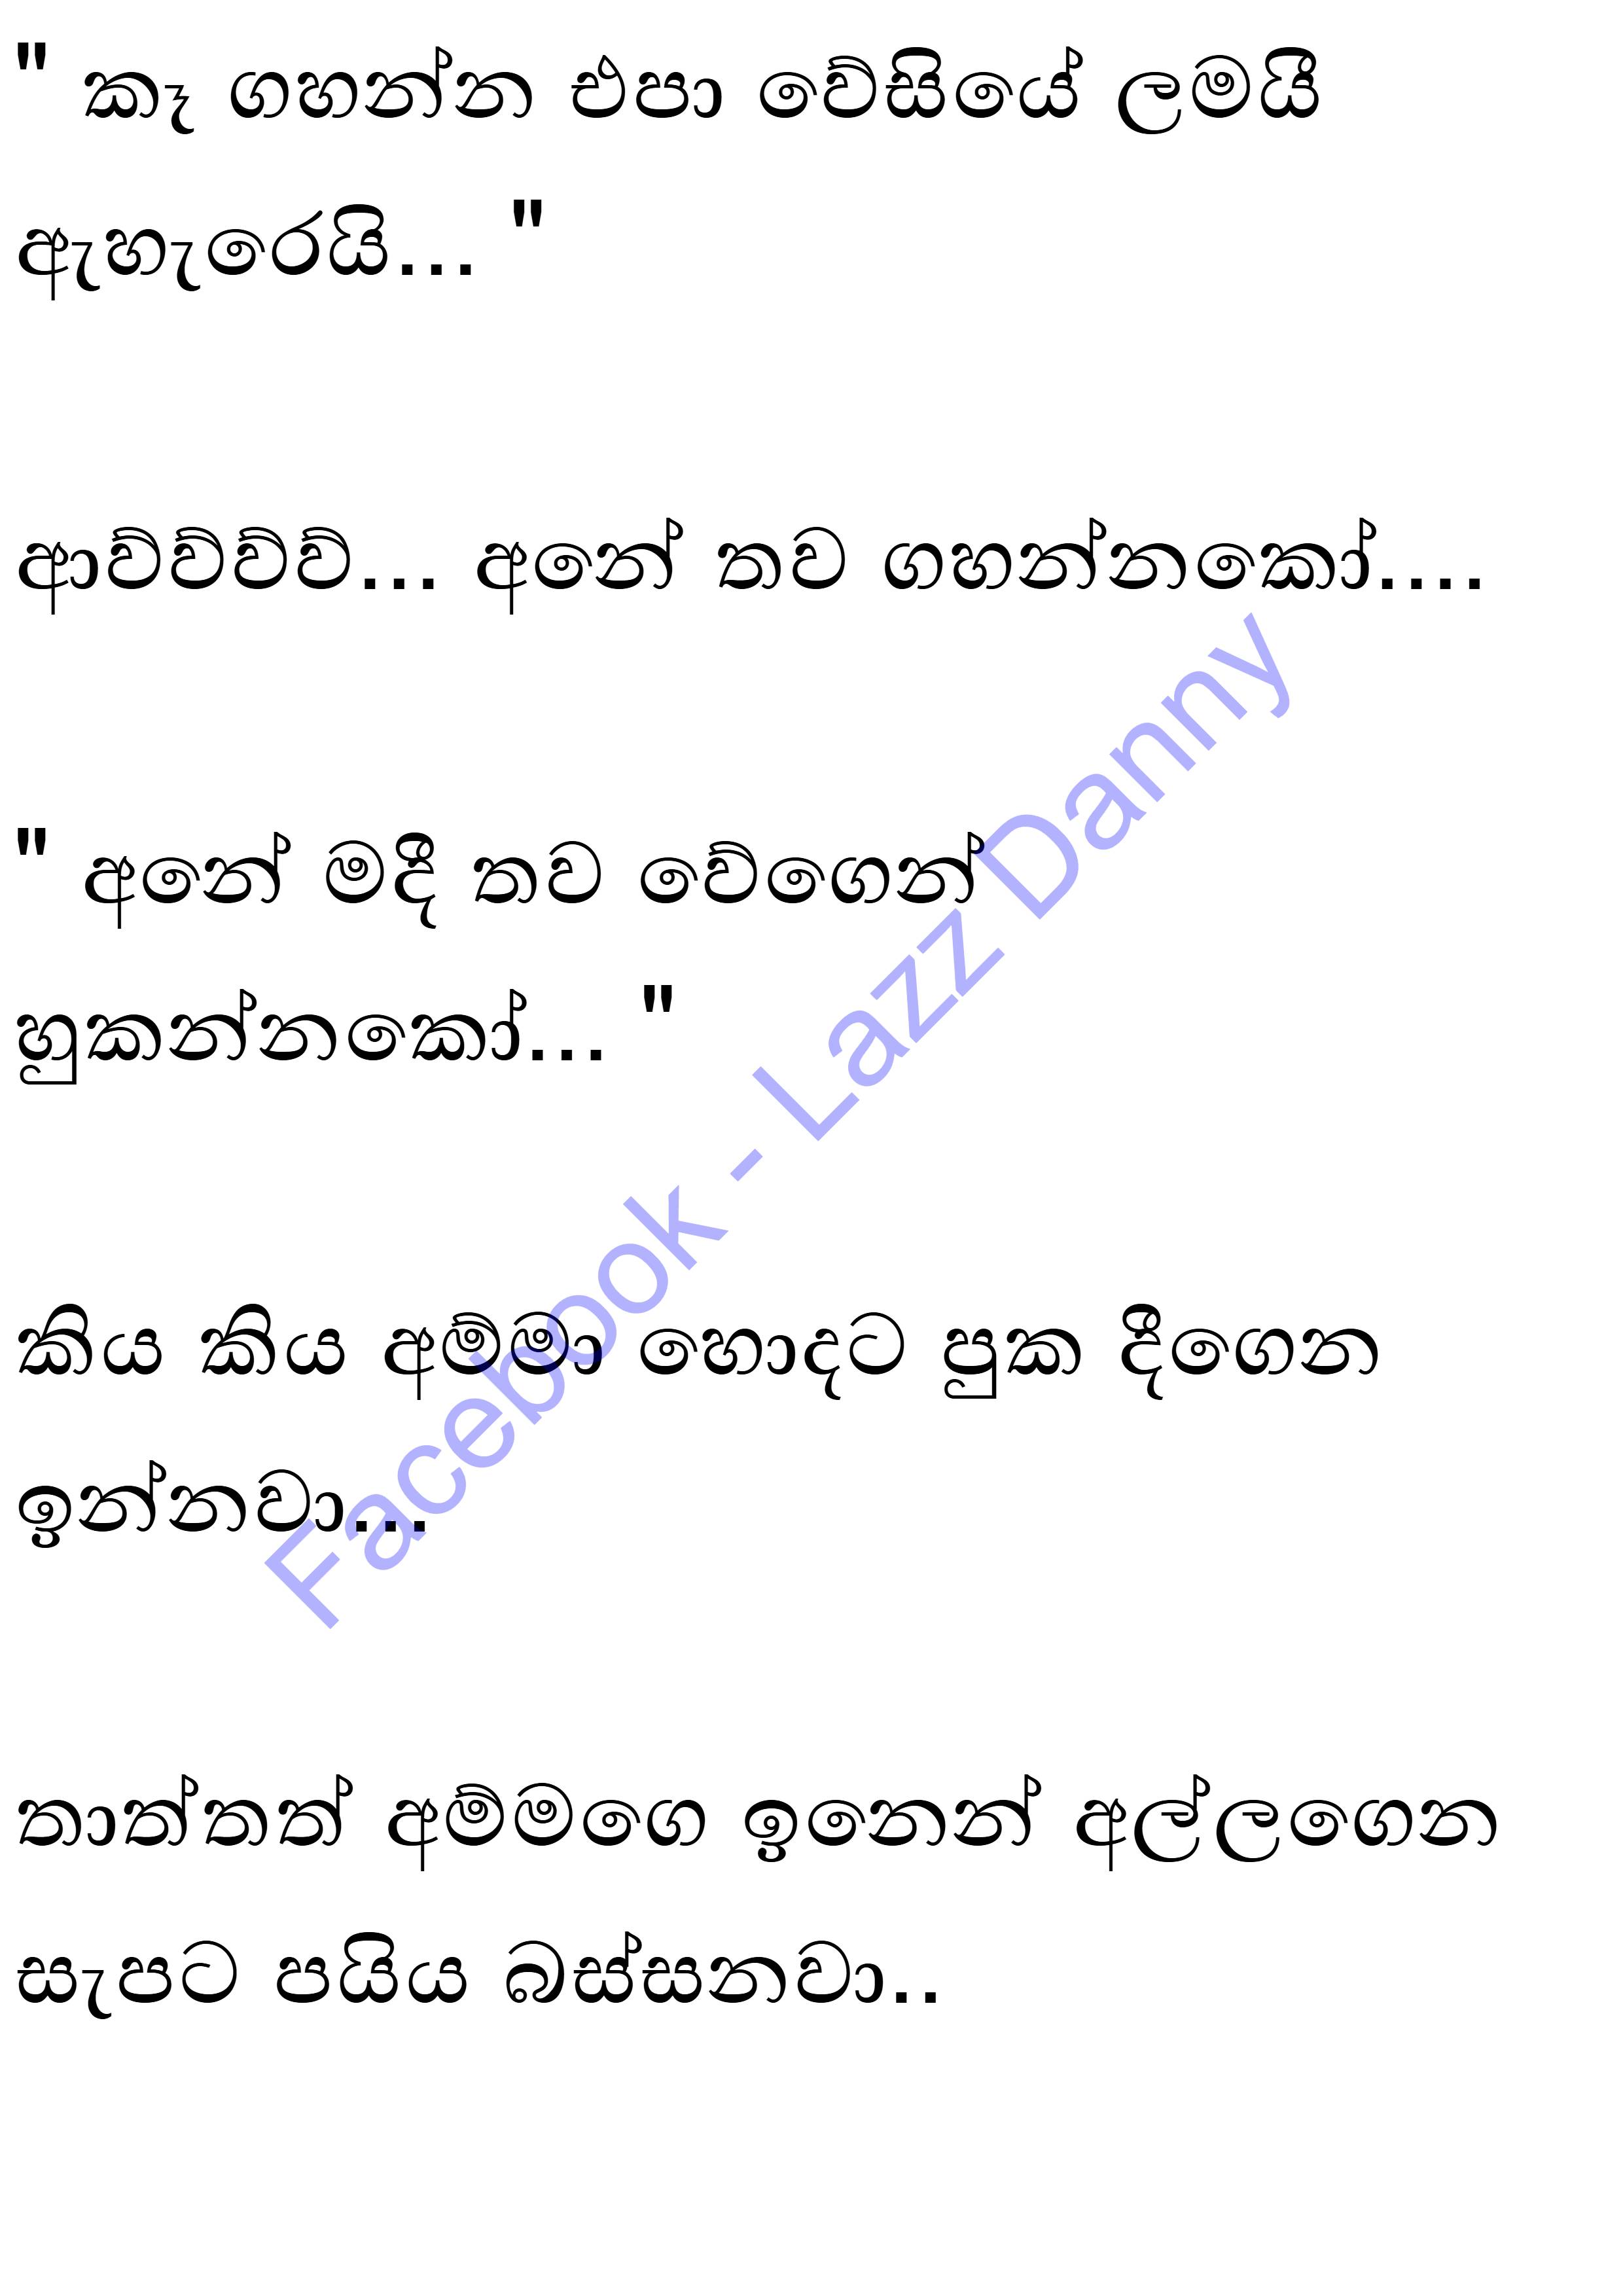 " කෑ ගහන්න එපා වේසියේ ලමයි
ඇහැරෙයි... "
ආව්ව්ව්ව්... අනේ තව ගහන්නකෝ....
" අනේ මදි තව වේගෙන්
හුකන්නකෝ... "
කිය කිය අම්මා හොදට පුක දීගෙන
ඉන්නවා...
තාත්තත් අම්මගෙ ඉනෙන් අල්ලගෙන
සැපට පයිය බස්සනවා..
Facebook - Lazz Danny